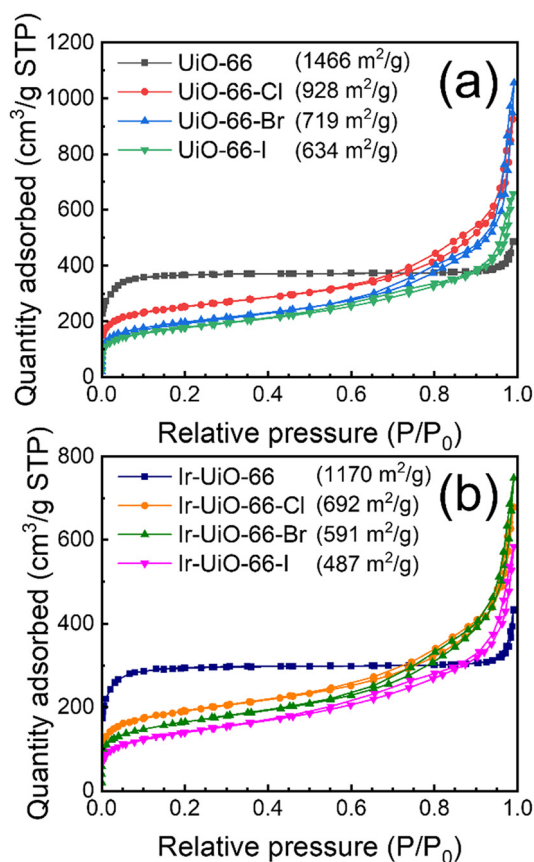 (a)
UiO-66 (1466 m²/g)
UiO-66-Cl (928 m²/g)
UiO-66-Br (719 m²/g)
UiO-66-I (634 m²/g)
Quantity adsorbed (cm³/g STP)
1200
1000
800
600
400
200
0
0.0 0.2 0.4 0.6 0.8 1.0
Relative pressure (P/P₀)
(b)
Ir-UiO-66 (1170 m²/g)
Ir-UiO-66-Cl (692 m²/g)
Ir-UiO-66-Br (591 m²/g)
Ir-UiO-66-I (487 m²/g)
Quantity adsorbed (cm³/g STP)
800
600
400
200
0
0.0 0.2 0.4 0.6 0.8 1.0
Relative pressure (P/P₀)